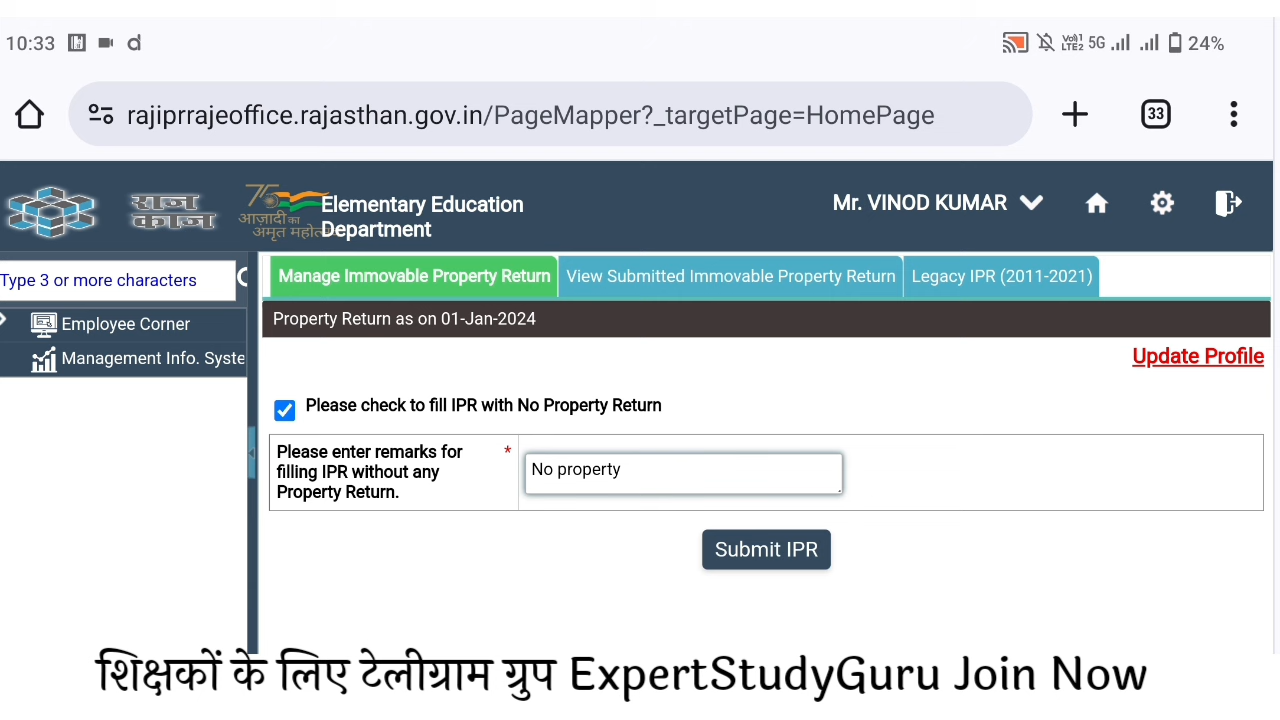 10:33
VoI) 1 LTE2 5G 24%
rajiprrajeoffice.rajasthan.gov.in/PageMapper?_targetPage=HomePage
33
राज काज
75
आज़ादी का
अमृत महोत्
Elementary Education
Department
Mr. VINOD KUMAR
Type 3 or more characters
Employee Corner
Management Info. Syste
Manage Immovable Property Return View Submitted Immovable Property Return Legacy IPR (2011-2021)
Property Return as on 01-Jan-2024
Update Profile
Please check to fill IPR with No Property Return
Please enter remarks for *
filling IPR without any
Property Return.
No property
Submit IPR
शिक्षकों के लिए टेलीग्राम ग्रुप ExpertStudyGuru Join Now